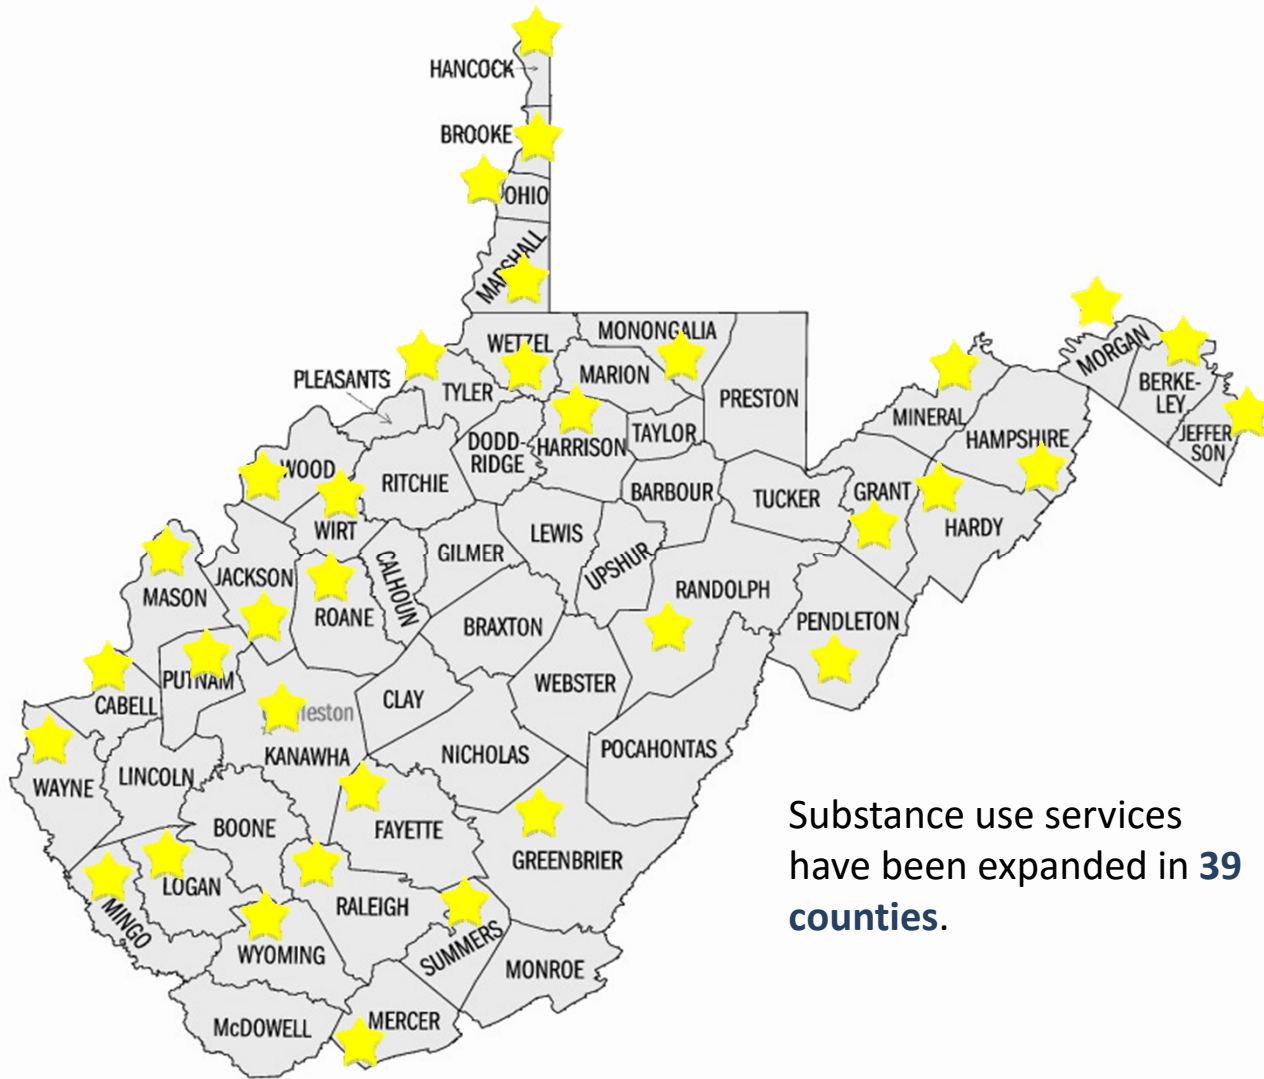 HANCOCK
BROOKE
OHIO
MARSHALL
WETZEL
MONONGALIA
PLEASANTS
TYLER
MARION
PRESTON
MORGAN
BERKE-
LEY
JEFFER
SON
MINERAL
HAMPSHIRE
WOOD
RITCHIE
DODD-
RIDGE
HARRISON
TAYLOR
BARBOUR
TUCKER
GRANT
HARDY
WIRT
CALHOUN
GILMER
LEWIS
UPSHUR
RANDOLPH
PENDLETON
MASON
JACKSON
ROANE
BRAXTON
WEBSTER
PUTNAM
CABELL
CLAY
KANAWHA
NICHOLAS
POCAHONTAS
WAYNE
LINCOLN
BOONE
FAYETTE
GREENBRIER
LOGAN
MINGO
RALEIGH
WYOMING
SUMMERS
MONROE
McDOWELL
MERCER
Substance use services
have been expanded in 39
counties.